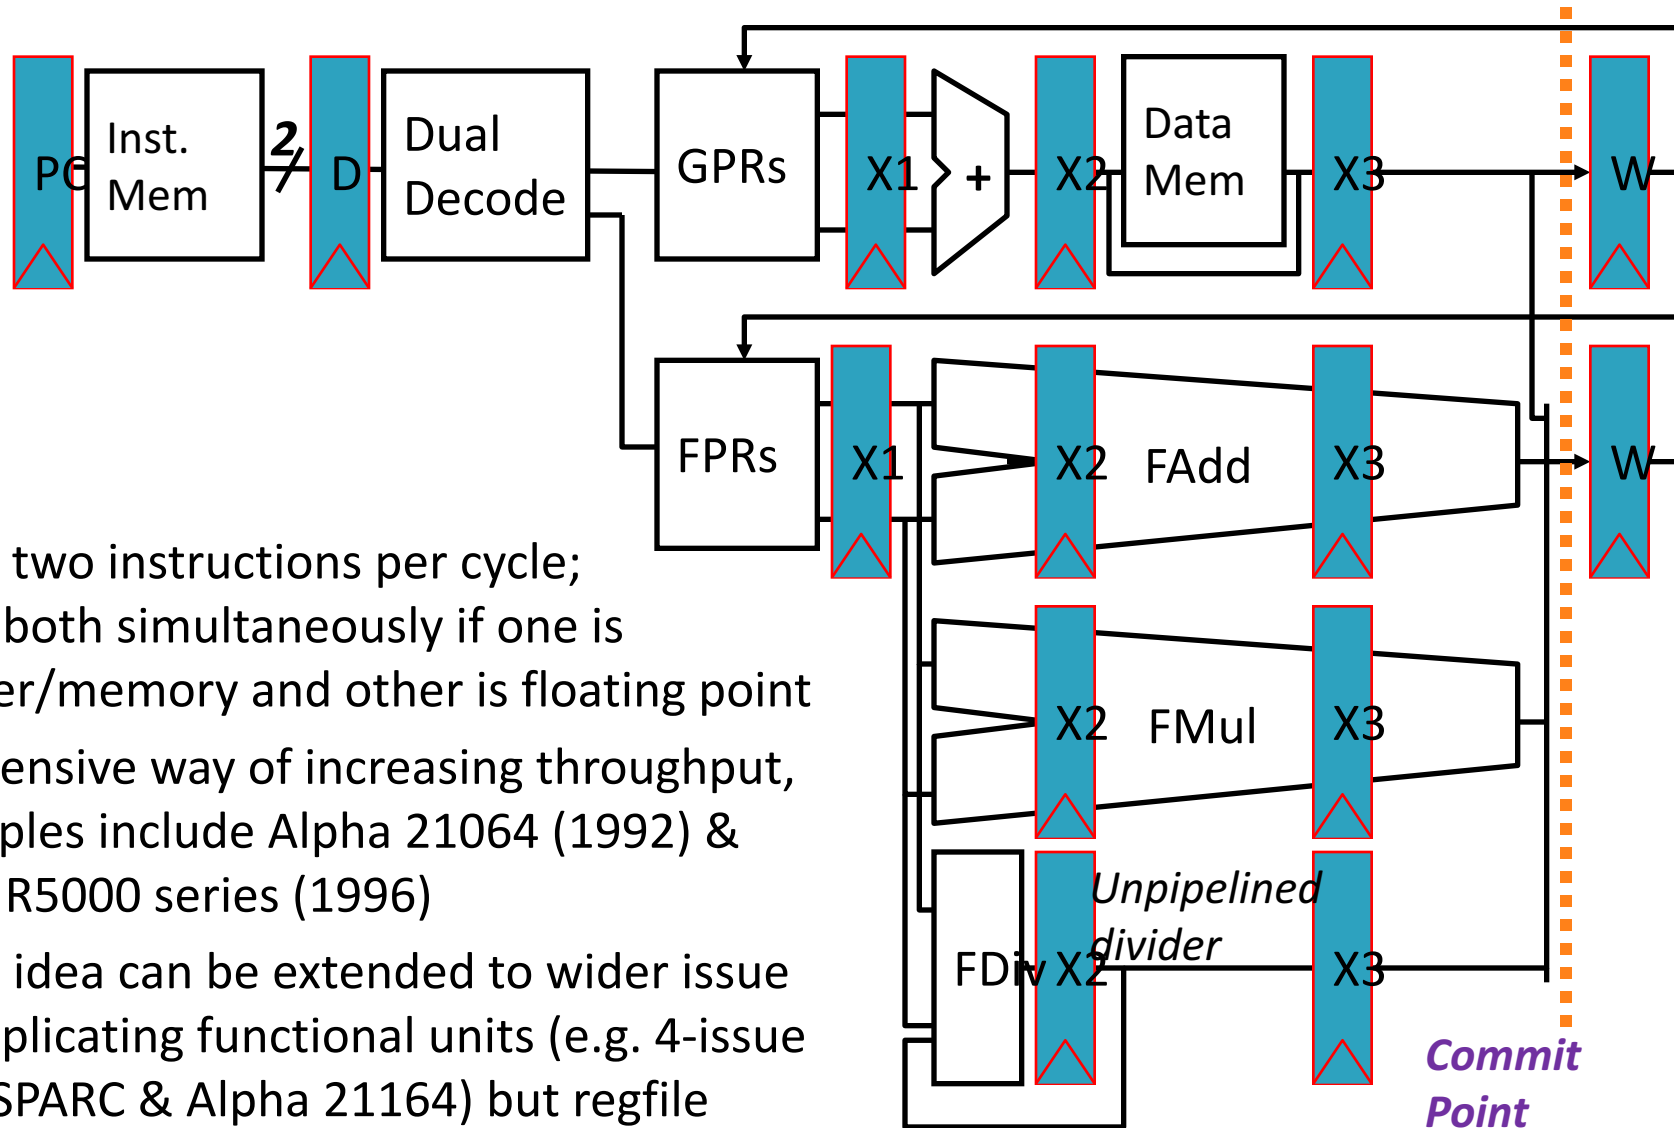 PC
Inst.
Mem
2
D
Dual
Decode
GPRs
X1
+
X2
Data
Mem
X3
W
FPRs
X1
X2
FAdd
X3
W
X2
FMul
X3
FDiv
X2
Unpipelined
divider
X3
Commit
Point
two instructions per cycle;
both simultaneously if one is
er/memory and other is floating point
ensive way of increasing throughput,
ples include Alpha 21064 (1992) &
R5000 series (1996)
idea can be extended to wider issue
plicating functional units (e.g. 4-issue
SPARC & Alpha 21164) but regfile